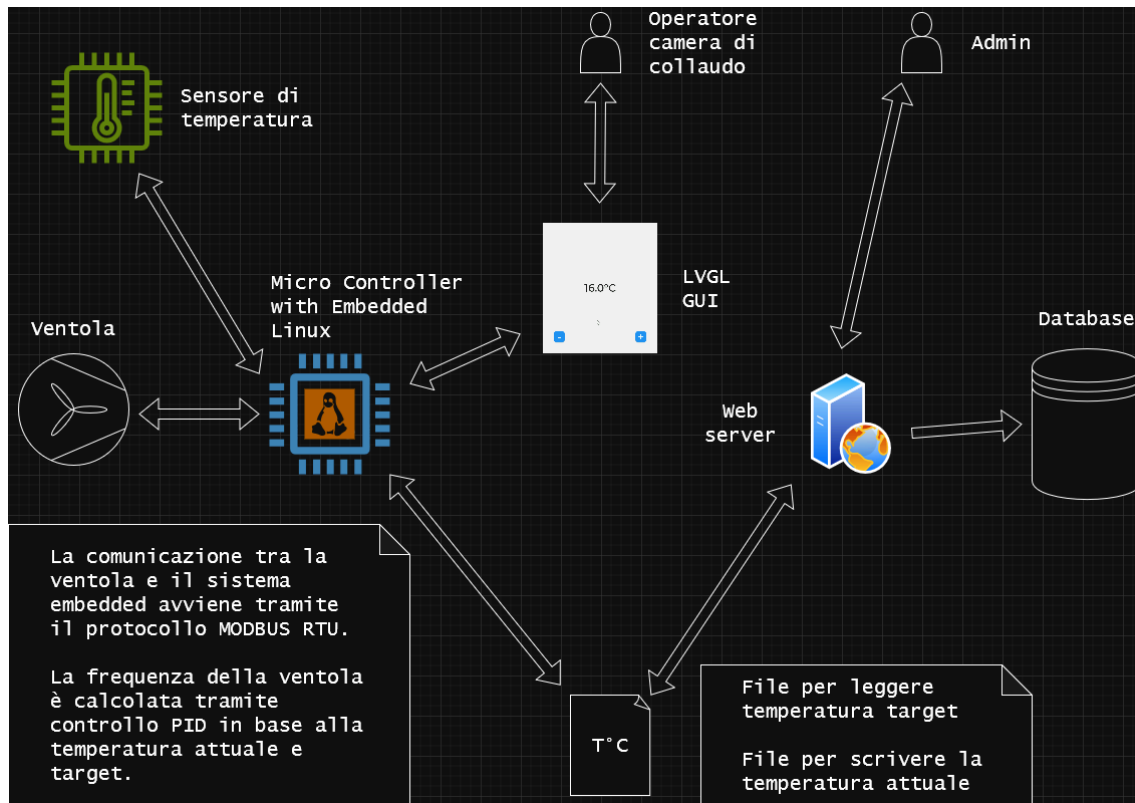 Operatore
camera di
collaudo
Admin
Sensore di
temperatura
Micro Controller
with Embedded
Linux
16.0°C
-
+
LVGL
GUI
Ventola
Database
Web
server
La comunicazione tra la
ventola e il sistema
embedded avviene tramite
il protocollo MODBUS RTU.
La frequenza della ventola
è calcolata tramite
controllo PID in base alla
temperatura attuale e
target.
T°C
File per leggere
temperatura target
File per scrivere la
temperatura attuale